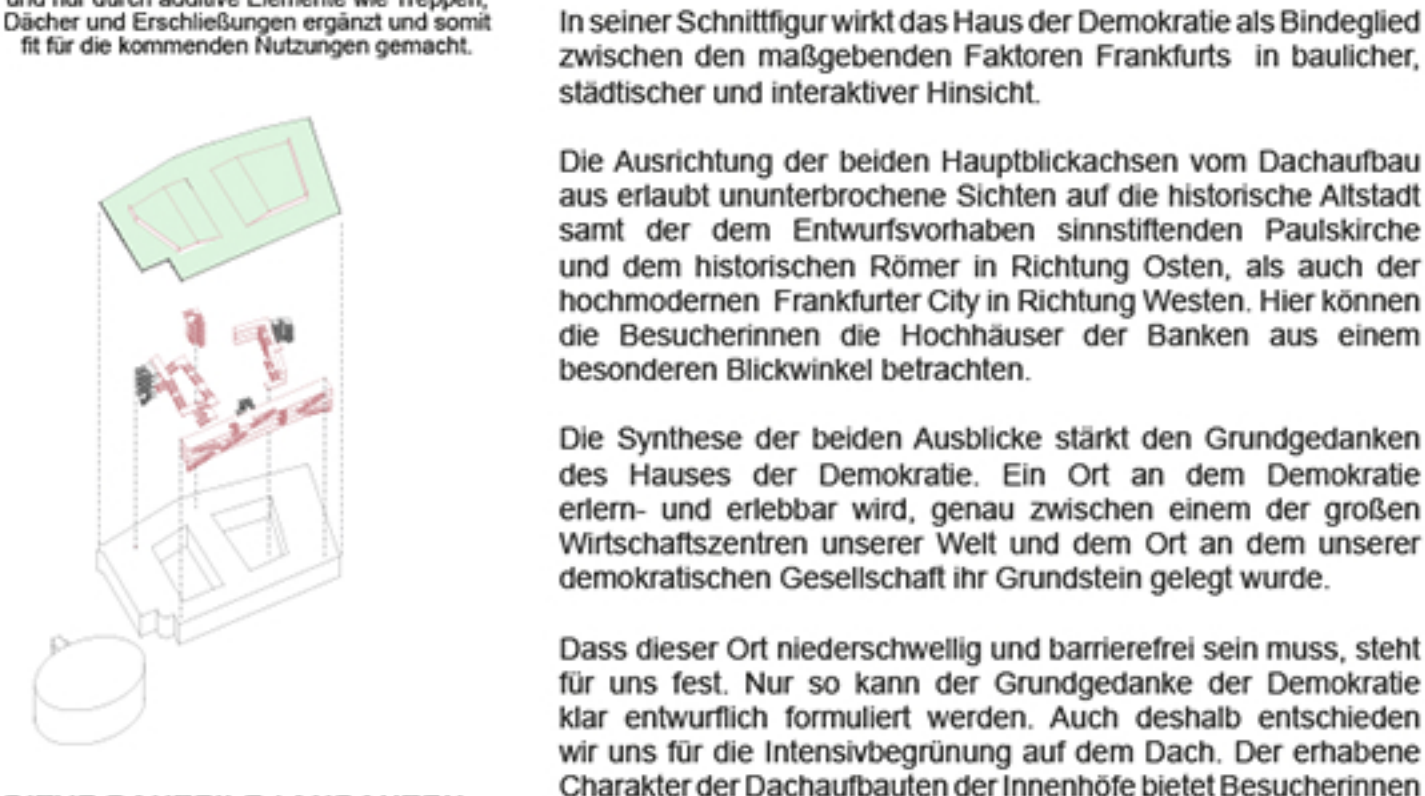 und nur durch additive Elemente wie Treppen,
Dächer und Erschließungen ergänzt und somit
fit für die kommenden Nutzungen gemacht.
In seiner Schnittfigur wirkt das Haus der Demokratie als Bindeglied
zwischen den maßgebenden Faktoren Frankfurts in baulicher,
städtischer und interaktiver Hinsicht.
Die Ausrichtung der beiden Hauptblickachsen vom Dachaufbau
aus erlaubt ununterbrochene Sichten auf die historische Altstadt
samt der dem Entwurfsvorhaben sinnstiftenden Paulskirche
und dem historischen Römer in Richtung Osten, als auch der
hochmodernen Frankfurter City in Richtung Westen. Hier können
die Besucherinnen die Hochhäuser der Banken aus einem
besonderen Blickwinkel betrachten.
Die Synthese der beiden Ausblicke stärkt den Grundgedanken
des Hauses der Demokratie. Ein Ort an dem Demokratie
erlern- und erlebbar wird, genau zwischen einem der großen
Wirtschaftszentren unserer Welt und dem Ort an dem unserer
demokratischen Gesellschaft ihr Grundstein gelegt wurde.
Dass dieser Ort niederschwellig und barrierefrei sein muss, steht
für uns fest. Nur so kann der Grundgedanke der Demokratie
klar entwurflich formuliert werden. Auch deshalb entschieden
wir uns für die Intensivbegrünung auf dem Dach. Der erhabene
Charakter der Dachaufbauten der Innenhöfe bietet Besucherinnen